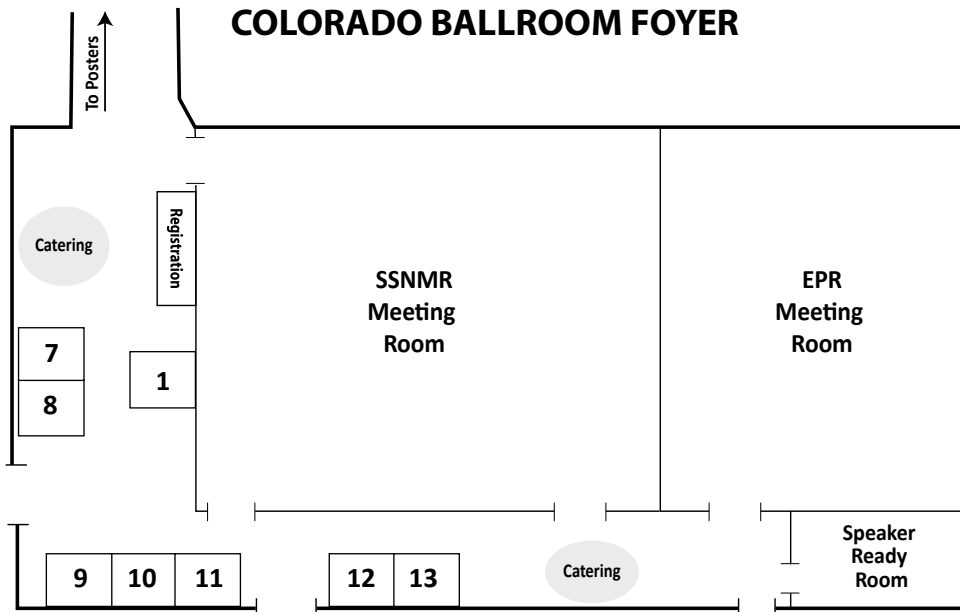 COLORADO BALLROOM FOYER
To Posters
Catering
Registration
SSNMR
Meeting
Room
EPR
Meeting
Room
7
8
1
9
10
11
12
13
Catering
Speaker
Ready
Room